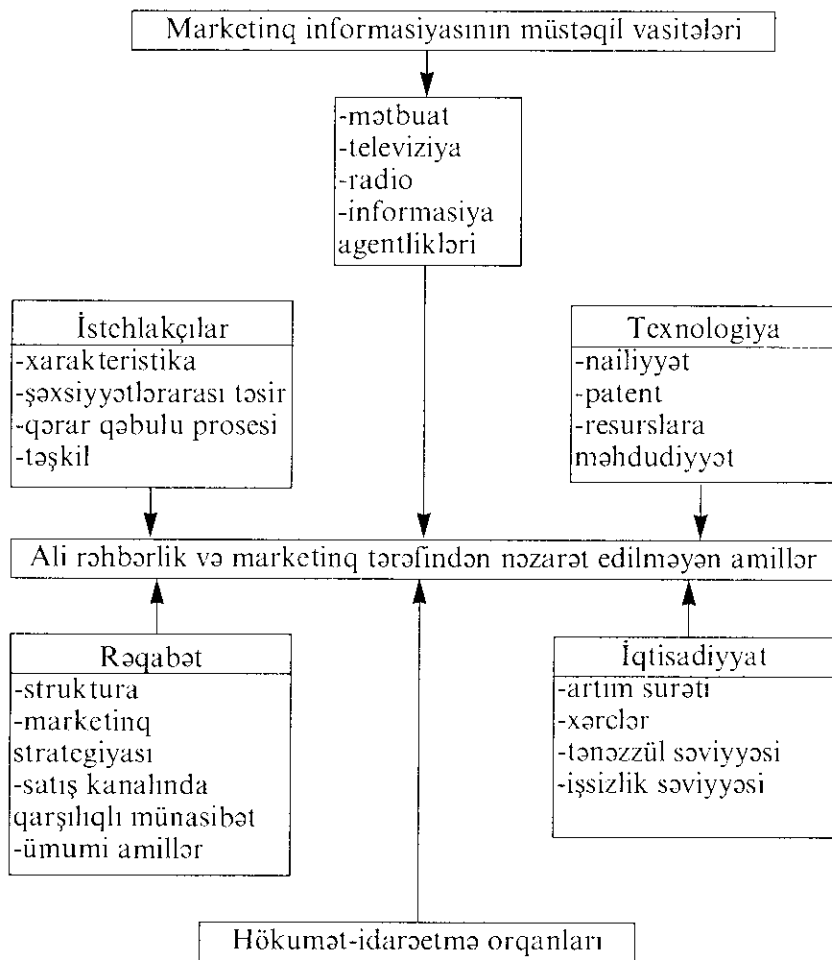 Marketinq informasiyasının müstəqil vasitələri
-mətbuat
-televiziya
-radio
-informasiya
agentlikləri
İstehlakçılar
-xarakteristika
-şəxsiyyətlərarası təsir
-qərar qəbulu prosesi
-təşkil
Texnologiya
-nailiyyət
-patent
-resurslara
məhdudiyyət
Ali rəhbərlik və marketinq tərəfindən nəzarət edilməyən amillər
Rəqabət
-struktura
-marketinq
strategiyası
-satış kanalında
qarşılıqlı münasibət
-ümumi amillər
İqtisadiyyat
-artım surəti
-xərclər
-tənəzzül səviyyəsi
-işsizlik səviyyəsi
Hökumət-idarəetmə orqanları